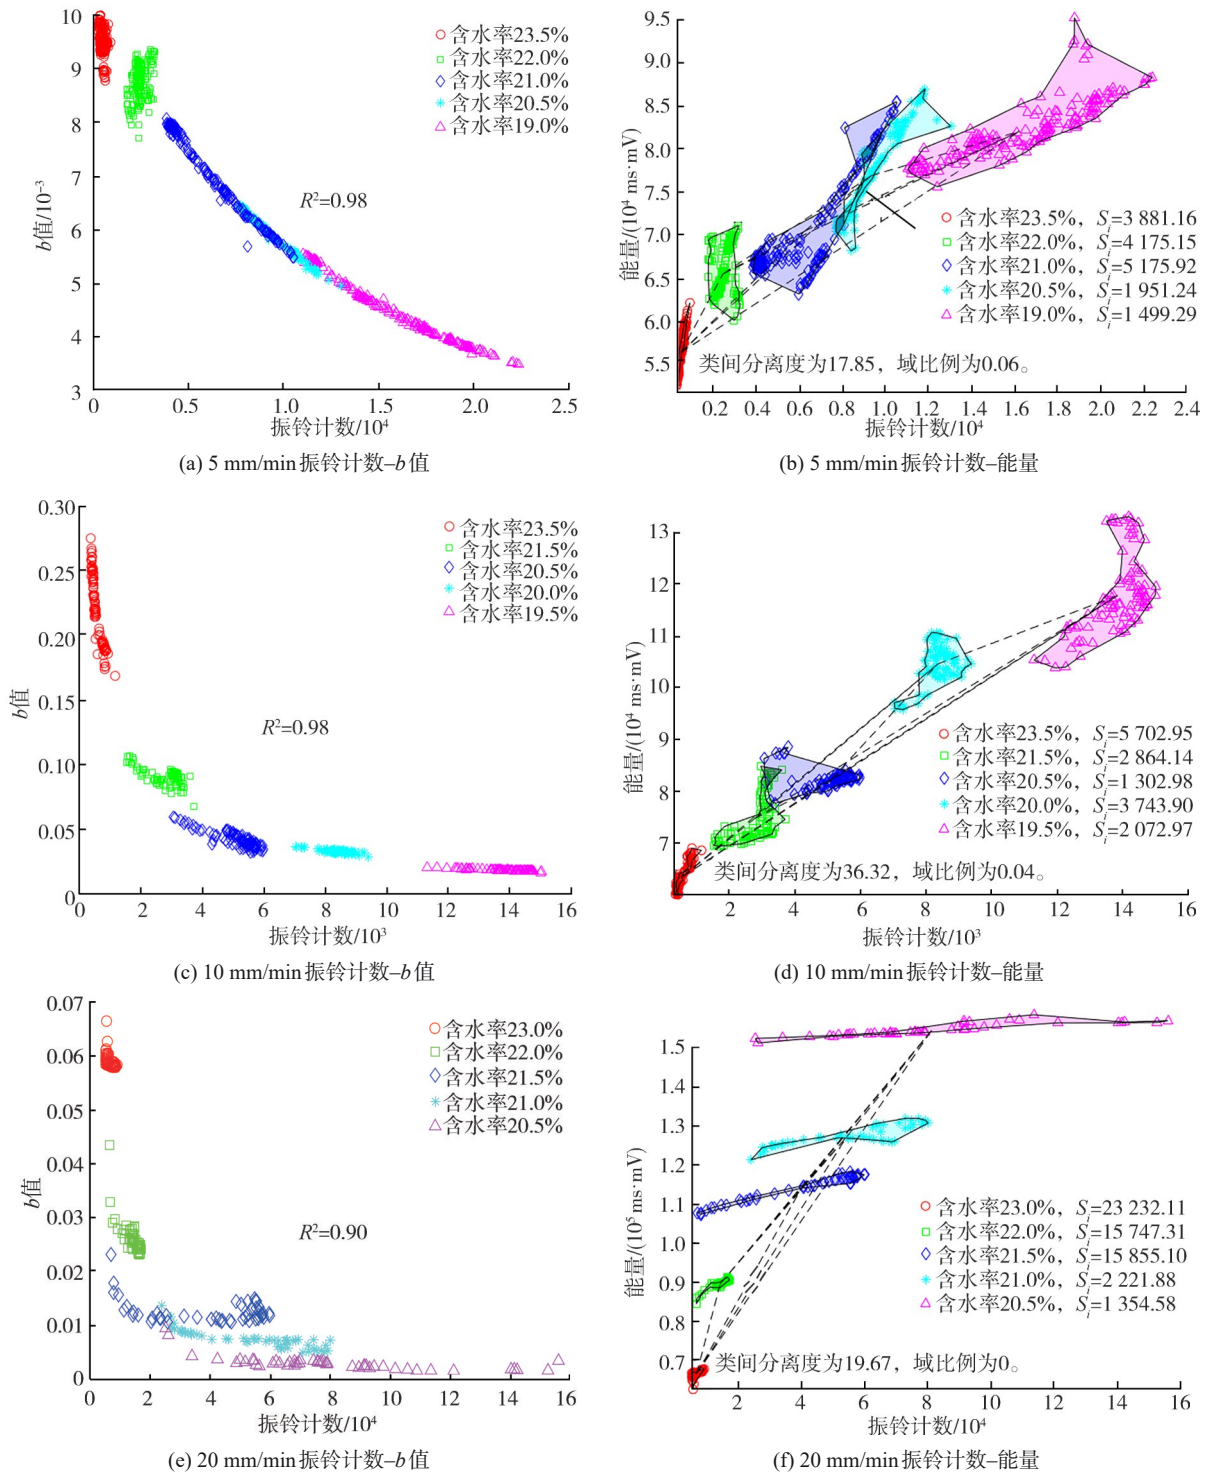 10
9
8
7
6
5
4
3
b值/10⁻³
0
0.5
1.0
1.5
2.0
2.5
振铃计数/10⁴
R²=0.98
含水率23.5%
含水率22.0%
含水率21.0%
含水率20.5%
含水率19.0%
(a) 5 mm/min振铃计数–b值
9.5
9.0
8.5
8.0
7.5
7.0
6.5
6.0
5.5
能量/(10⁴ ms·mV)
0.2
0.4
0.6
0.8
1.0
1.2
1.4
1.6
1.8
2.0
2.2
2.4
振铃计数/10⁴
含水率23.5%，Sᵢ=3 881.16
含水率22.0%，Sᵢ=4 175.15
含水率21.0%，Sᵢ=5 175.92
含水率20.5%，Sᵢ=1 951.24
含水率19.0%，Sᵢ=1 499.29
类间分离度为17.85，域比例为0.06。
(b) 5 mm/min振铃计数–能量
0.30
0.25
0.20
0.15
0.10
0.05
0
b值
2
4
6
8
10
12
14
16
振铃计数/10³
R²=0.98
含水率23.5%
含水率21.5%
含水率20.5%
含水率20.0%
含水率19.5%
(c) 10 mm/min振铃计数–b值
13
12
11
10
9
8
7
能量/(10⁴ ms·mV)
2
4
6
8
10
12
14
16
振铃计数/10³
含水率23.5%，Sᵢ=5 702.95
含水率21.5%，Sᵢ=2 864.14
含水率20.5%，Sᵢ=1 302.98
含水率20.0%，Sᵢ=3 743.90
含水率19.5%，Sᵢ=2 072.97
类间分离度为36.32，域比例为0.04。
(d) 10 mm/min振铃计数–能量
0.07
0.06
0.05
0.04
0.03
0.02
0.01
0
b值
0
2
4
6
8
10
12
14
16
振铃计数/10⁴
R²=0.90
含水率23.0%
含水率22.0%
含水率21.5%
含水率21.0%
含水率20.5%
(e) 20 mm/min振铃计数–b值
1.5
1.4
1.3
1.2
1.1
1.0
0.9
0.8
0.7
能量/(10⁵ ms·mV)
2
4
6
8
10
12
14
16
振铃计数/10⁴
含水率23.0%，Sᵢ=23 232.11
含水率22.0%，Sᵢ=15 747.31
含水率21.5%，Sᵢ=15 855.10
含水率21.0%，Sᵢ=2 221.88
含水率20.5%，Sᵢ=1 354.58
类间分离度为19.67，域比例为0。
(f) 20 mm/min振铃计数–能量